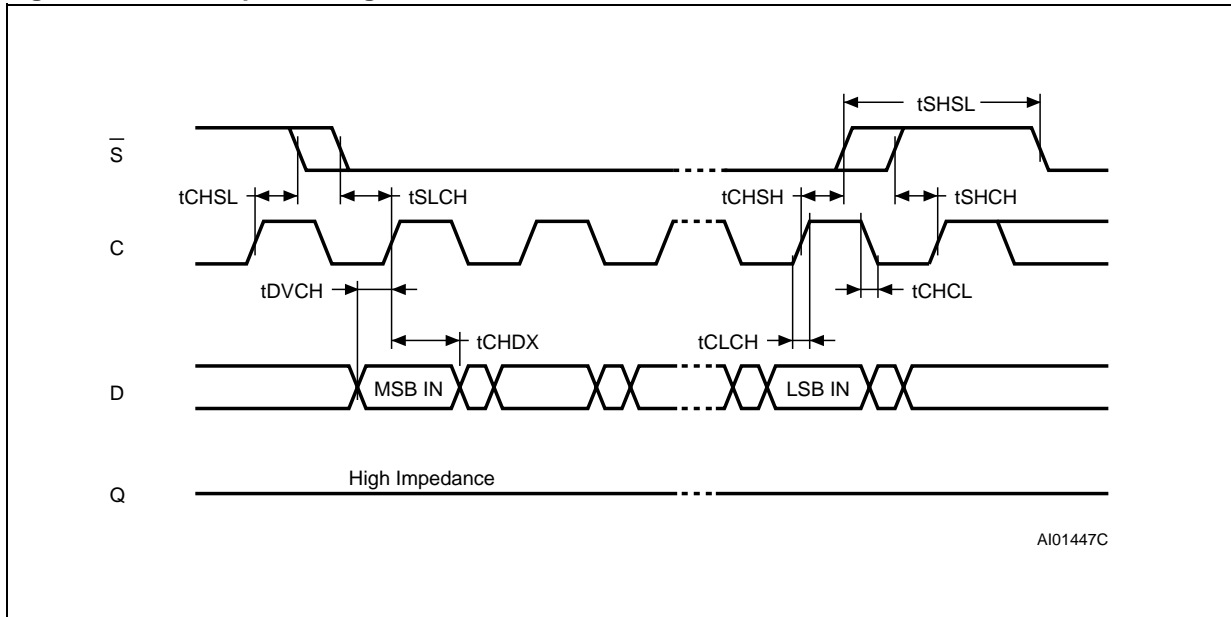 tSHSL
S
tCHSL
tSLCH
tCHSH
tSHCH
C
tDVCH
tCHCL
tCHDX
tCLCH
D
MSB IN
LSB IN
High Impedance
Q
AI01447C